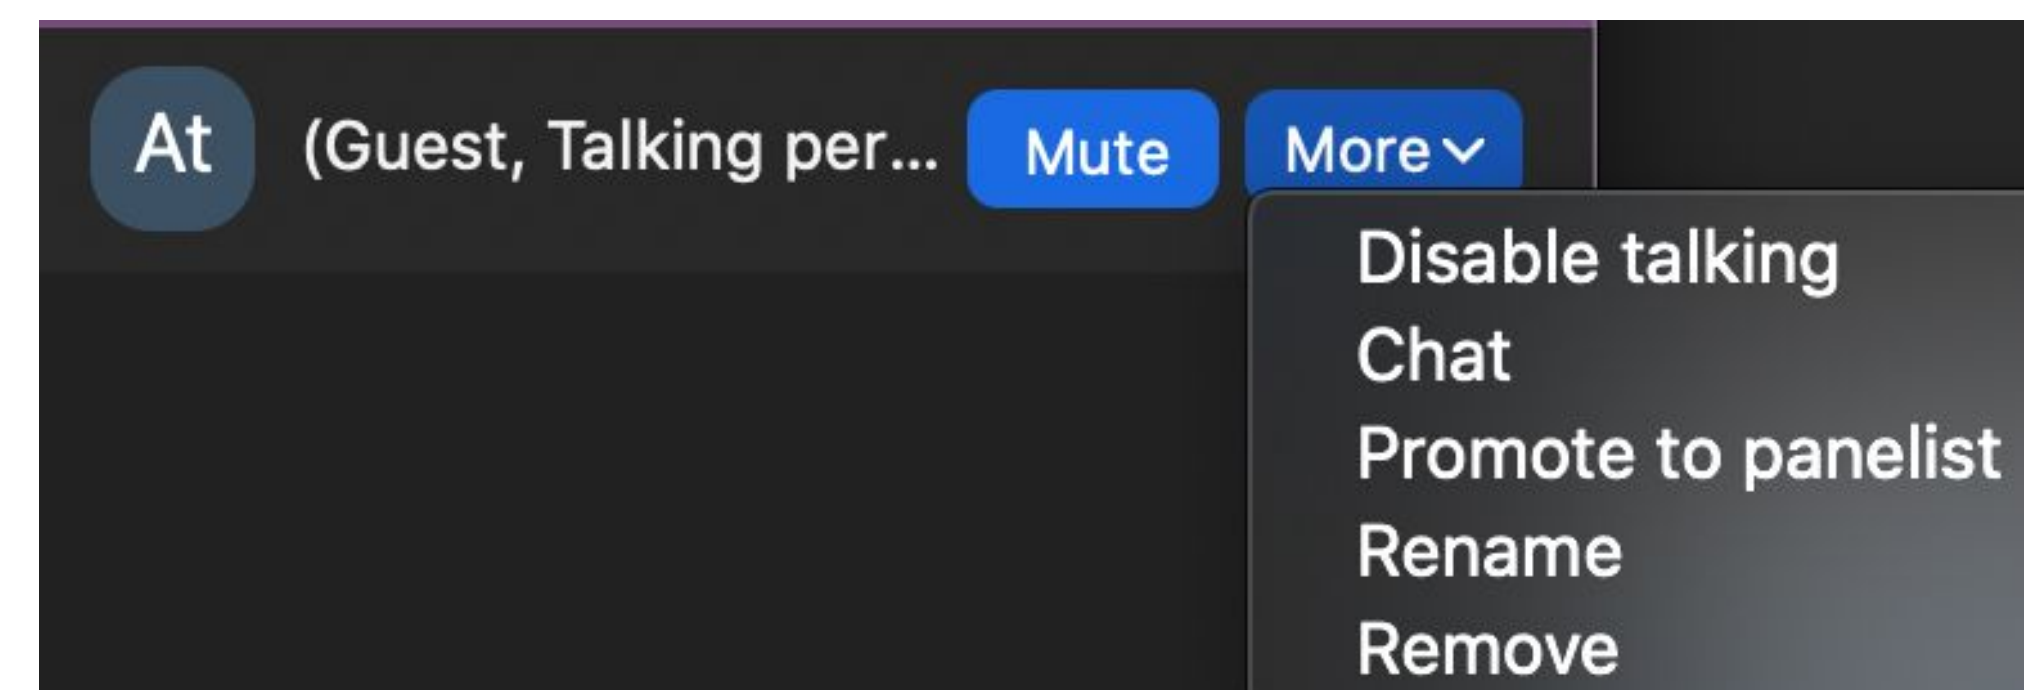 At (Guest, Talking per... Mute More
Disable talking
Chat
Promote to panelist
Rename
Remove